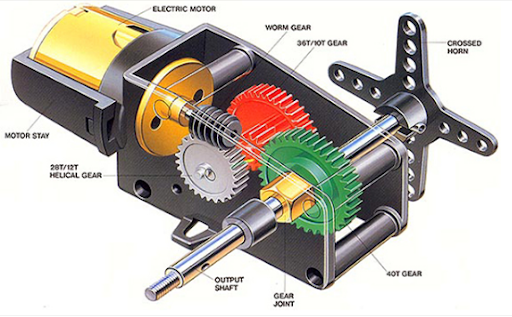 ELECTRIC MOTOR
WORM GEAR
36T/10T GEAR
CROSSED
HORN
MOTOR STAY
28T/12T
HELICAL GEAR
OUTPUT
SHAFT
GEAR
JOINT
40T GEAR